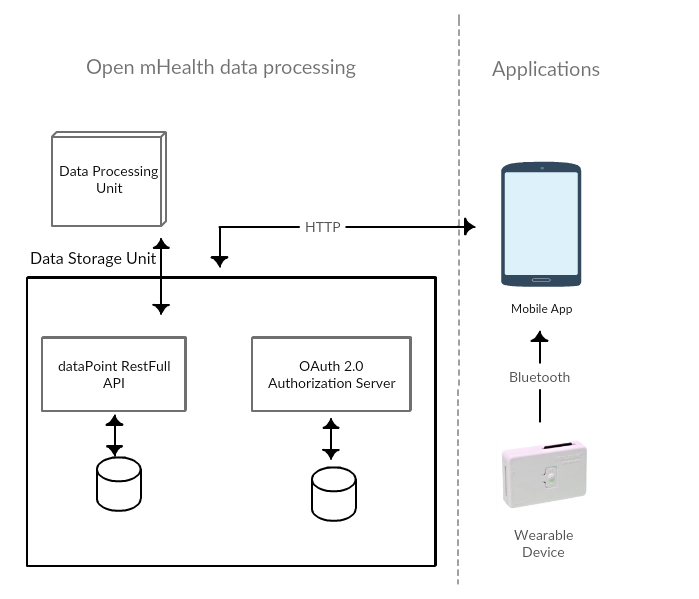 Open mHealth data processing
Applications
Data Processing
Unit
HTTP
Data Storage Unit
Mobile App
dataPoint RestFull
API
OAuth 2.0
Authorization Server
Bluetooth
Wearable
Device